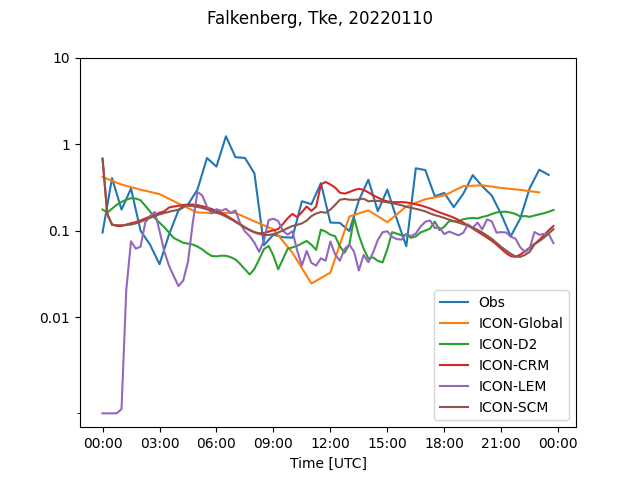 Falkenberg, Tke, 20220110
10
1
0.1
0.01
Obs
ICON-Global
ICON-D2
ICON-CRM
ICON-LEM
ICON-SCM
00:00 03:00 06:00 09:00 12:00 15:00 18:00 21:00 00:00
Time [UTC]